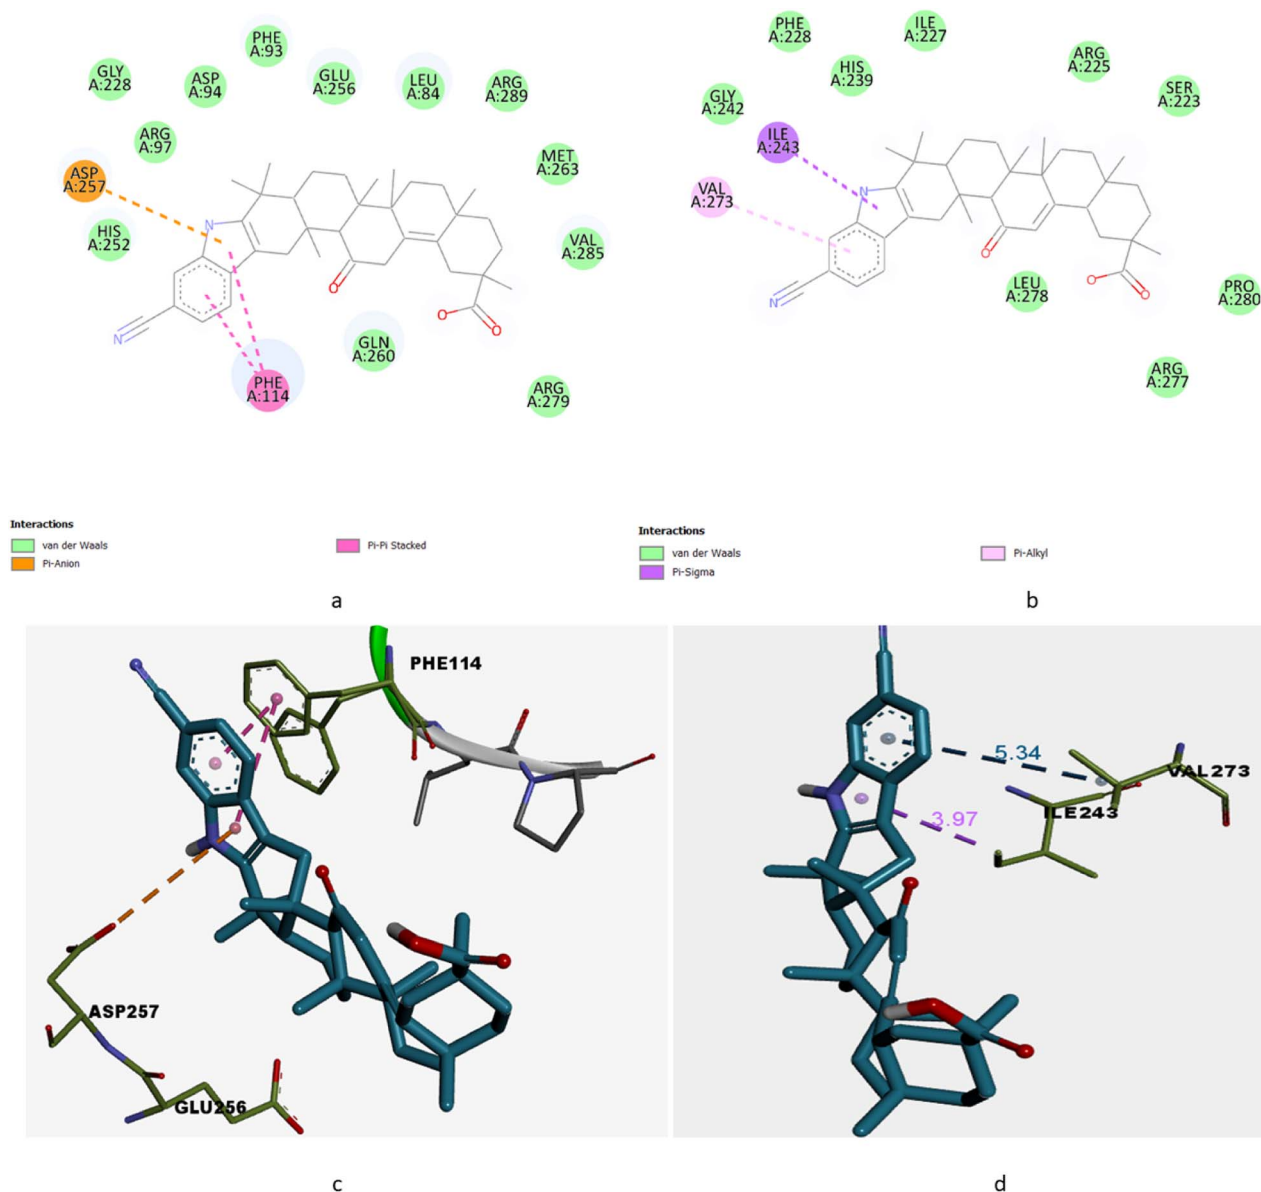 PHE
A:93
GLY
A:228
ASP
A:94
GLU
A:256
LEU
A:84
ARG
A:289
ARG
A:97
MET
A:263
ASP
A:257
HIS
A:252
VAL
A:285
N
N
O
O
O
GLN
A:260
PHE
A:114
ARG
A:279
Interactions
van der Waals
Pi-Anion
Pi-Pi Stacked
a
PHE
A:228
ILE
A:227
HIS
A:239
ARG
A:225
GLY
A:242
SER
A:223
ILE
A:243
VAL
A:273
N
N
O
O
O
LEU
A:278
PRO
A:280
ARG
A:277
Interactions
van der Waals
Pi-Sigma
Pi-Alkyl
b
PHE114
ASP257
GLU256
c
5.34
VAL273
ILE243
3.97
d